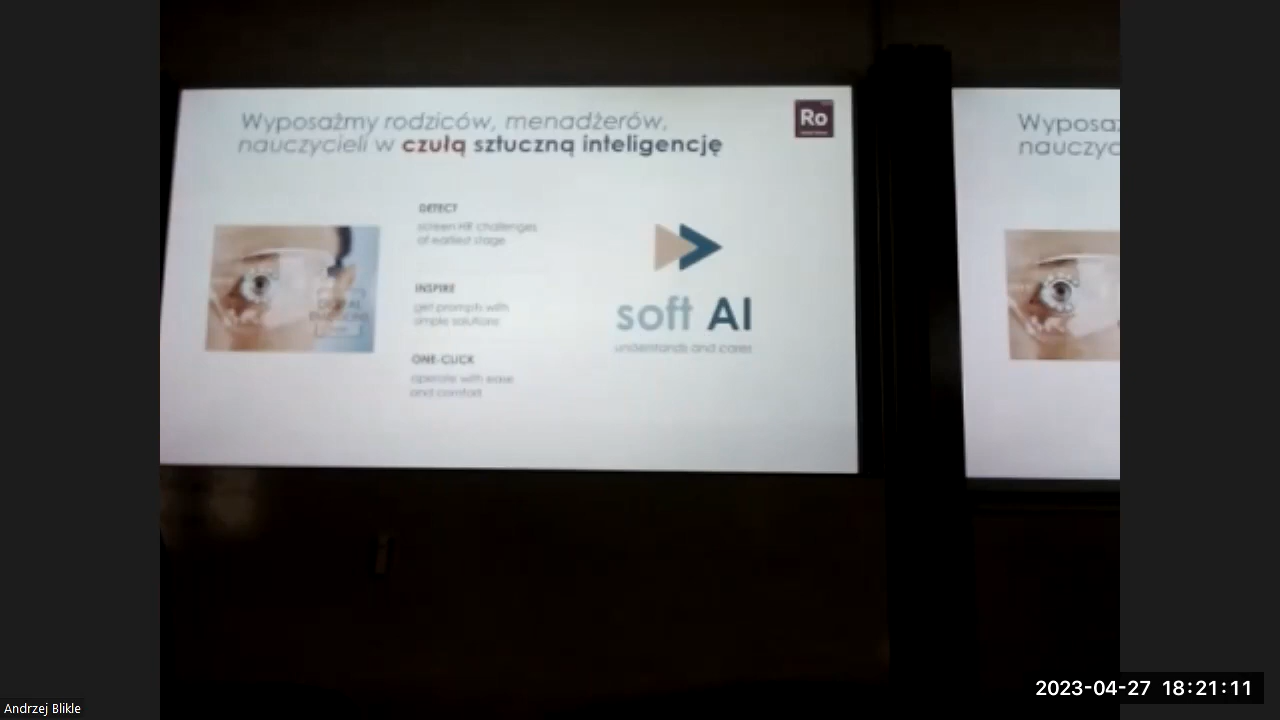 Wyposażmy rodziców, menadżerów,
nauczycieli w czułą sztuczną inteligencję
Ro
DETECT
screen HR challenges
at earliest stage
INSPIRE
get prompts with
simple solutions
ONE-CLICK
operate with ease
and comfort
soft AI
understands and cares
Wyposaż
nauczyc
2023-04-27 18:21:11
Andrzej Blikle